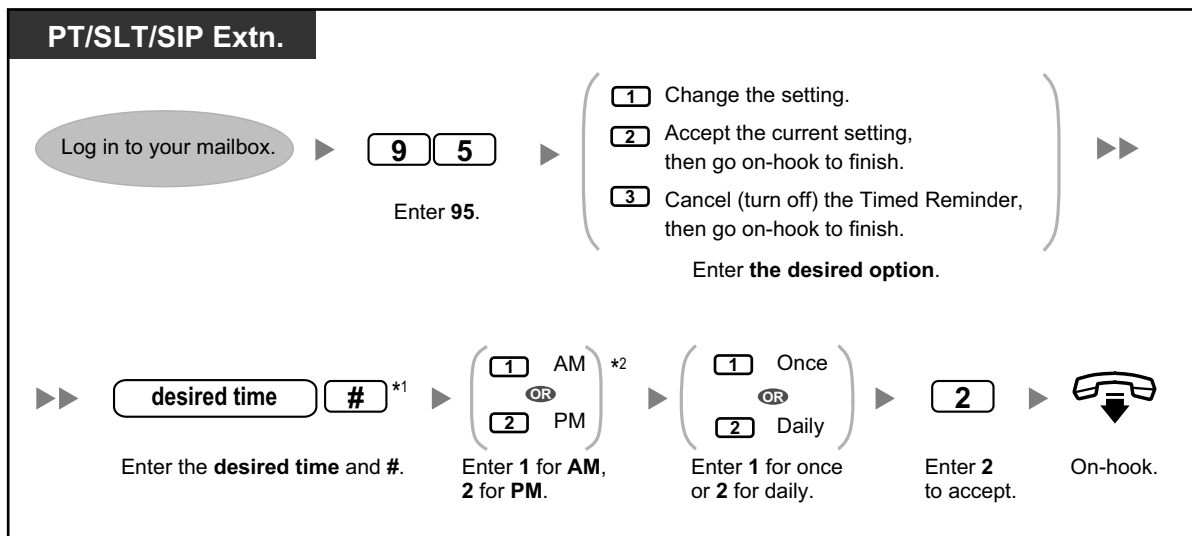 PT/SLT/SIP Extn.
Log in to your mailbox.
9 5
Enter 95.
1 Change the setting.
2 Accept the current setting,
then go on-hook to finish.
3 Cancel (turn off) the Timed Reminder,
then go on-hook to finish.
Enter the desired option.
desired time # *1
Enter the desired time and #.
1 AM *2
OR
2 PM
Enter 1 for AM,
2 for PM.
1 Once
OR
2 Daily
Enter 1 for once
or 2 for daily.
2
Enter 2
to accept.
On-hook.